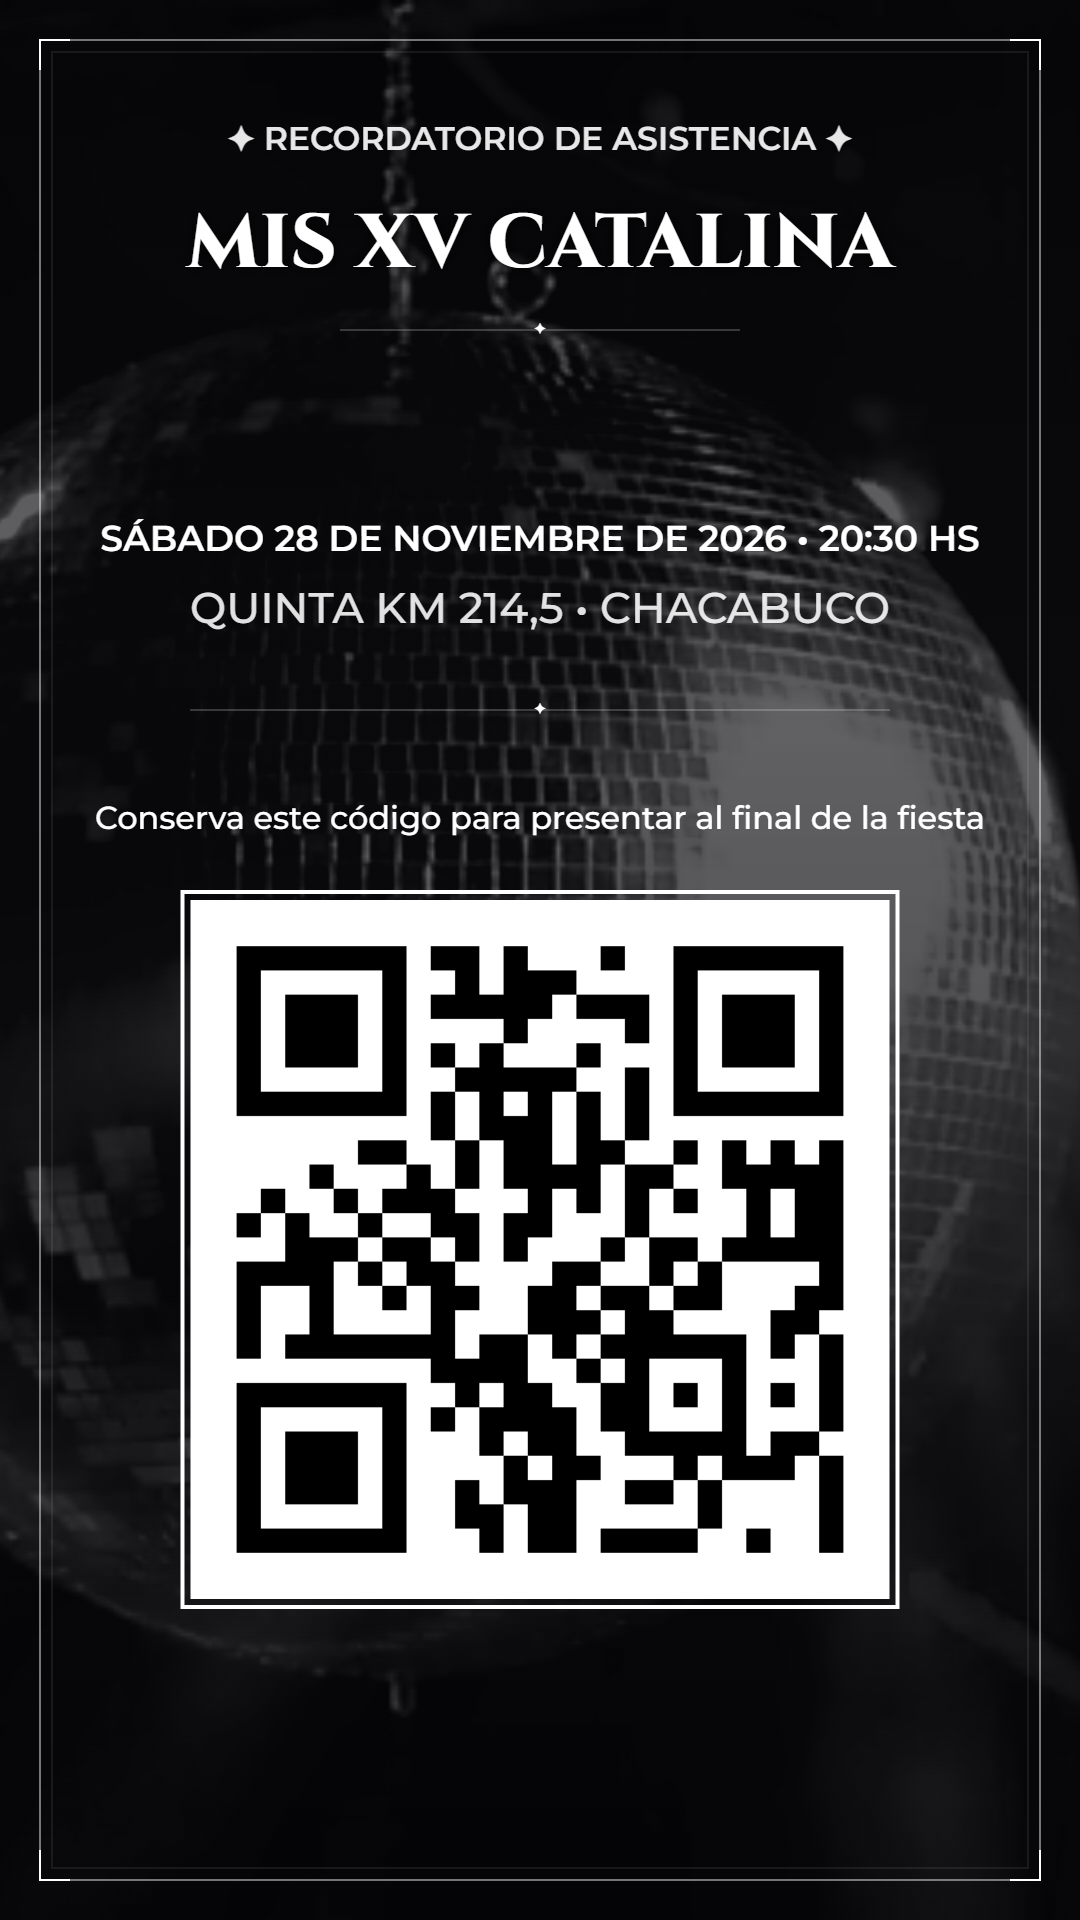 ✦ RECORDATORIO DE ASISTENCIA ✦
MIS XV CATALINA
SÁBADO 28 DE NOVIEMBRE DE 2026 • 20:30 HS
QUINTA KM 214,5 • CHACABUCO
Conserva este código para presentar al final de la fiesta